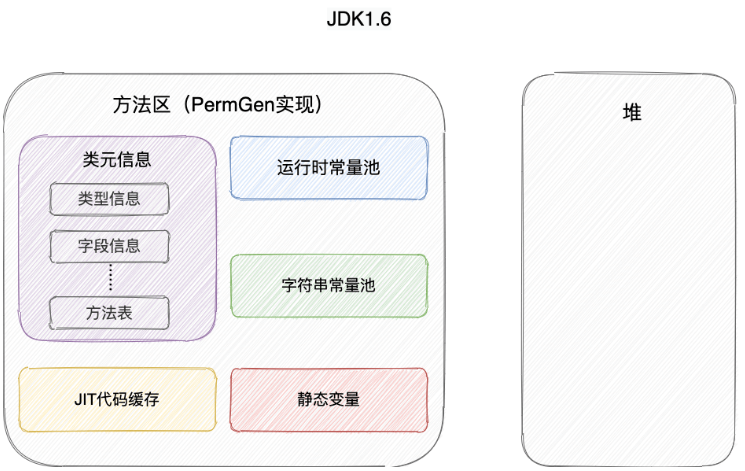 JDK1.6
方法区（PermGen实现）
堆
类元信息
类型信息
字段信息
方法表
运行时常量池
字符串常量池
JIT代码缓存
静态变量